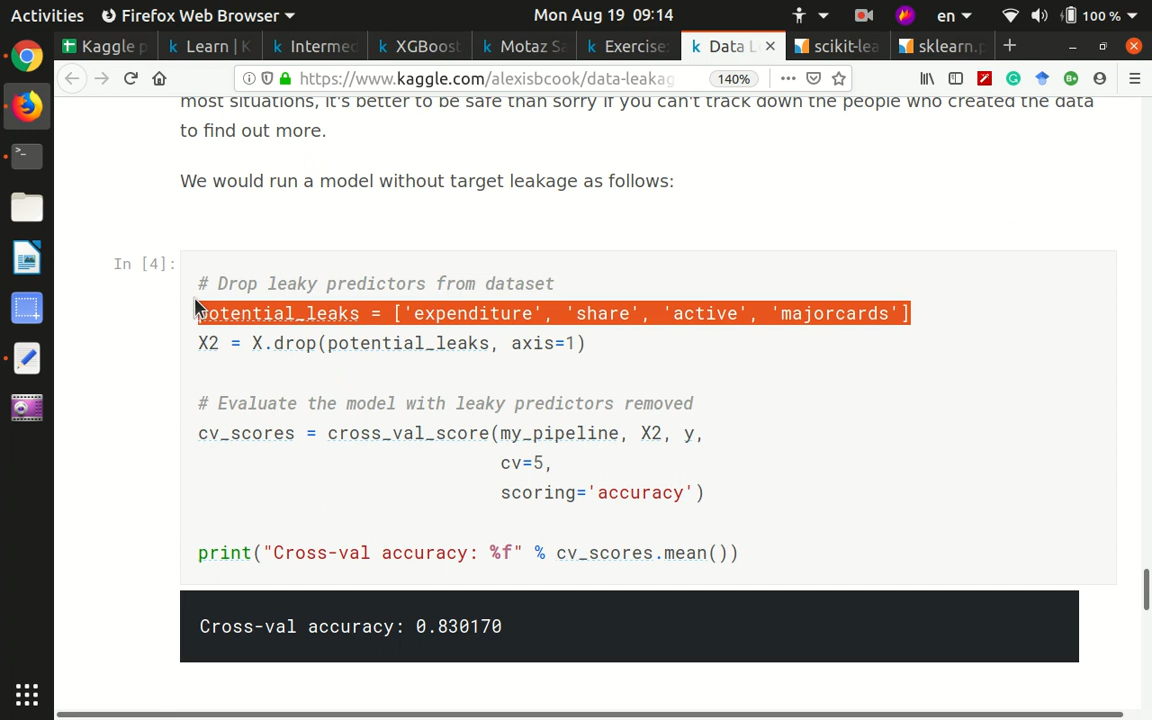 Activities Firefox Web Browser Mon Aug 19 09:14 en 100 %
Kaggle Learn | Intermed XGBoost Motaz Sa Exercise: Data L scikit-lea sklearn.p
https://www.kaggle.com/alexisbcook/data-leakag 140%
most situations, it's better to be safe than sorry if you can't track down the people who created the data
to find out more.
We would run a model without target leakage as follows:
In [4]:
# Drop leaky predictors from dataset
potential_leaks = ['expenditure', 'share', 'active', 'majorcards']
X2 = X.drop(potential_leaks, axis=1)
# Evaluate the model with leaky predictors removed
cv_scores = cross_val_score(my_pipeline, X2, y,
cv=5,
scoring='accuracy')
print("Cross-val accuracy: %f" % cv_scores.mean())
Cross-val accuracy: 0.830170